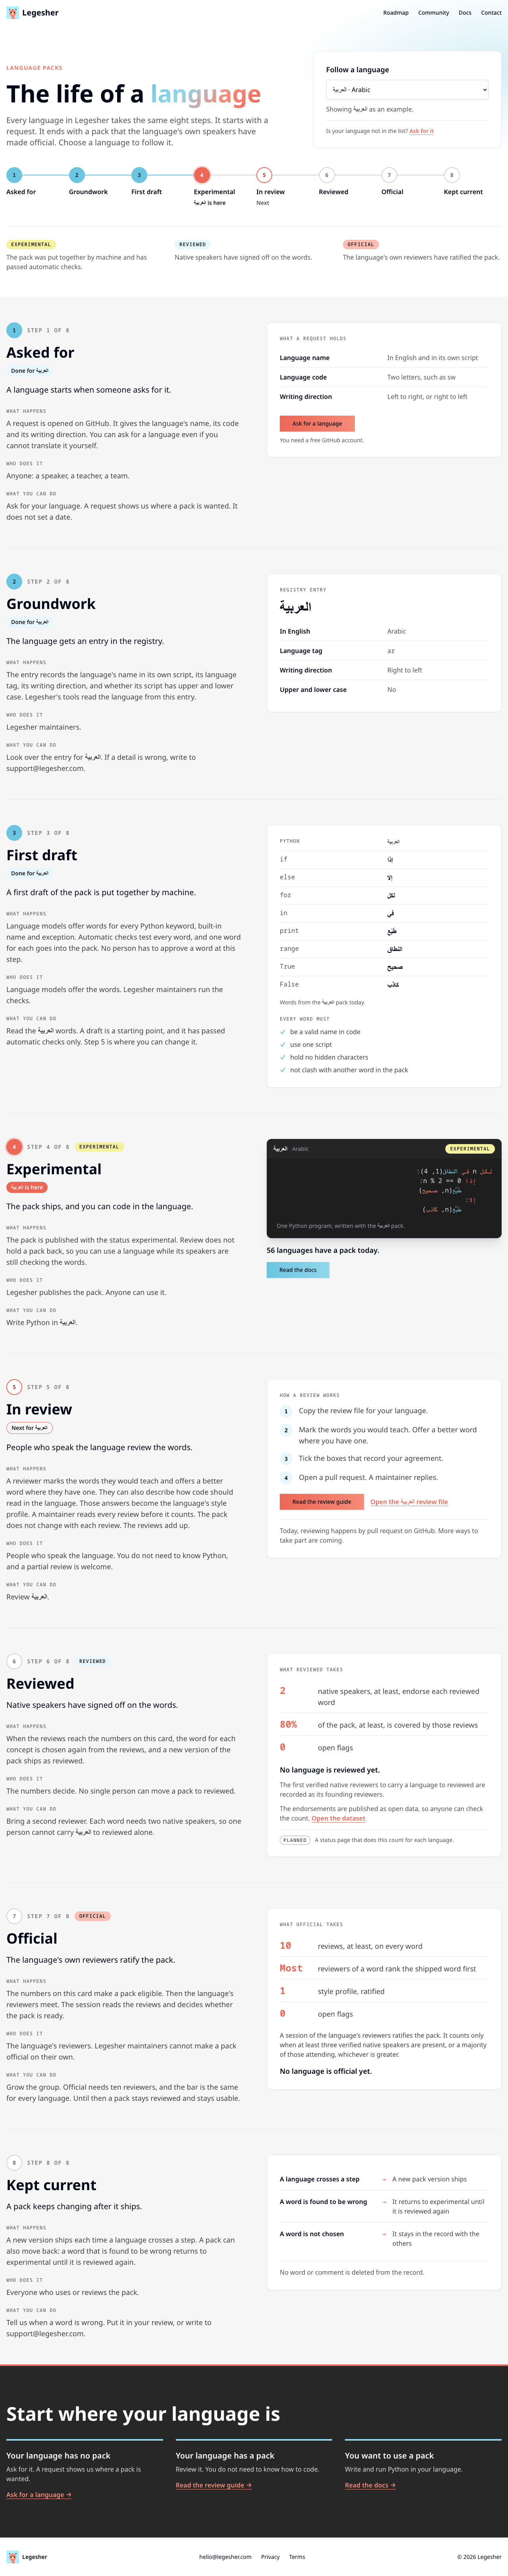 Legesher
Roadmap Community Docs Contact
LANGUAGE PACKS
The life of a language
Every language in Legesher takes the same eight steps. It starts with a request. It ends with a pack that the language's own speakers have made official. Choose a language to follow it.
Follow a language
العربية · Arabic
Showing العربية as an example.
Is your language not in the list? Ask for it
1 2 3 4 5 6 7 8
Asked for
Groundwork
First draft
Experimental
العربية is here
In review
Next
Reviewed
Official
Kept current
EXPERIMENTAL
The pack was put together by machine and has passed automatic checks.
REVIEWED
Native speakers have signed off on the words.
OFFICIAL
The language's own reviewers have ratified the pack.
1 STEP 1 OF 8
Asked for
Done for العربية
A language starts when someone asks for it.
WHAT HAPPENS
A request is opened on GitHub. It gives the language's name, its code and its writing direction. You can ask for a language even if you cannot translate it yourself.
WHO DOES IT
Anyone: a speaker, a teacher, a team.
WHAT YOU CAN DO
Ask for your language. A request shows us where a pack is wanted. It does not set a date.
WHAT A REQUEST HOLDS
Language name In English and in its own script
Language code Two letters, such as sw
Writing direction Left to right, or right to left
Ask for a language
You need a free GitHub account.
2 STEP 2 OF 8
Groundwork
Done for العربية
The language gets an entry in the registry.
WHAT HAPPENS
The entry records the language's name in its own script, its language tag, its writing direction, and whether its script has upper and lower case. Legesher's tools read the language from this entry.
WHO DOES IT
Legesher maintainers.
WHAT YOU CAN DO
Look over the entry for العربية. If a detail is wrong, write to support@legesher.com.
REGISTRY ENTRY
العربية
In English Arabic
Language tag ar
Writing direction Right to left
Upper and lower case No
3 STEP 3 OF 8
First draft
Done for العربية
A first draft of the pack is put together by machine.
WHAT HAPPENS
Language models offer words for every Python keyword, built-in name and exception. Automatic checks test every word, and one word for each goes into the pack. No person has to approve a word at this step.
WHO DOES IT
Language models offer the words. Legesher maintainers run the checks.
WHAT YOU CAN DO
Read the العربية words. A draft is a starting point, and it has passed automatic checks only. Step 5 is where you can change it.
PYTHON العربية
if إذا
else إلا
for لكل
in في
print طبع
range النطاق
True صحيح
False كاذب
Words from the العربية pack today.
EVERY WORD MUST
be a valid name in code
use one script
hold no hidden characters
not clash with another word in the pack
4 STEP 4 OF 8 EXPERIMENTAL
Experimental
العربية is here
The pack ships, and you can code in the language.
WHAT HAPPENS
The pack is published with the status experimental. Review does not hold a pack back, so you can use a language while its speakers are still checking the words.
WHO DOES IT
Legesher publishes the pack. Anyone can use it.
WHAT YOU CAN DO
Write Python in العربية.
العربية Arabic EXPERIMENTAL
لكل n في النطاق(1, 4):
إذا n % 2 == 0:
طبع(n, صحيح)
إلا:
طبع(n, كاذب)
One Python program, written with the العربية pack.
56 languages have a pack today.
Read the docs
5 STEP 5 OF 8
In review
Next for العربية
People who speak the language review the words.
WHAT HAPPENS
A reviewer marks the words they would teach and offers a better word where they have one. They can also describe how code should read in the language. Those answers become the language's style profile. A maintainer reads every review before it counts. The pack does not change with each review. The reviews add up.
WHO DOES IT
People who speak the language. You do not need to know Python, and a partial review is welcome.
WHAT YOU CAN DO
Review العربية.
HOW A REVIEW WORKS
1 Copy the review file for your language.
2 Mark the words you would teach. Offer a better word where you have one.
3 Tick the boxes that record your agreement.
4 Open a pull request. A maintainer replies.
Read the review guide Open the العربية review file
Today, reviewing happens by pull request on GitHub. More ways to take part are coming.
6 STEP 6 OF 8 REVIEWED
Reviewed
Native speakers have signed off on the words.
WHAT HAPPENS
When the reviews reach the numbers on this card, the word for each concept is chosen again from the reviews, and a new version of the pack ships as reviewed.
WHO DOES IT
The numbers decide. No single person can move a pack to reviewed.
WHAT YOU CAN DO
Bring a second reviewer. Each word needs two native speakers, so one person cannot carry العربية to reviewed alone.
WHAT REVIEWED TAKES
2 native speakers, at least, endorse each reviewed word
80% of the pack, at least, is covered by those reviews
0 open flags
No language is reviewed yet.
The first verified native reviewers to carry a language to reviewed are recorded as its founding reviewers.
The endorsements are published as open data, so anyone can check the count. Open the dataset
PLANNED A status page that does this count for each language.
7 STEP 7 OF 8 OFFICIAL
Official
The language's own reviewers ratify the pack.
WHAT HAPPENS
The numbers on this card make a pack eligible. Then the language's reviewers meet. The session reads the reviews and decides whether the pack is ready.
WHO DOES IT
The language's reviewers. Legesher maintainers cannot make a pack official on their own.
WHAT YOU CAN DO
Grow the group. Official needs ten reviewers, and the bar is the same for every language. Until then a pack stays reviewed and stays usable.
WHAT OFFICIAL TAKES
10 reviews, at least, on every word
Most reviewers of a word rank the shipped word first
1 style profile, ratified
0 open flags
A session of the language's reviewers ratifies the pack. It counts only when at least three verified native speakers are present, or a majority of those attending, whichever is greater.
No language is official yet.
8 STEP 8 OF 8
Kept current
A pack keeps changing after it ships.
WHAT HAPPENS
A new version ships each time a language crosses a step. A pack can also move back: a word that is found to be wrong returns to experimental until it is reviewed again.
WHO DOES IT
Everyone who uses or reviews the pack.
WHAT YOU CAN DO
Tell us when a word is wrong. Put it in your review, or write to support@legesher.com.
A language crosses a step → A new pack version ships
A word is found to be wrong → It returns to experimental until it is reviewed again
A word is not chosen → It stays in the record with the others
No word or comment is deleted from the record.
Start where your language is
Your language has no pack
Ask for it. A request shows us where a pack is wanted.
Ask for a language →
Your language has a pack
Review it. You do not need to know how to code.
Read the review guide →
You want to use a pack
Write and run Python in your language.
Read the docs →
Legesher
hello@legesher.com Privacy Terms
© 2026 Legesher